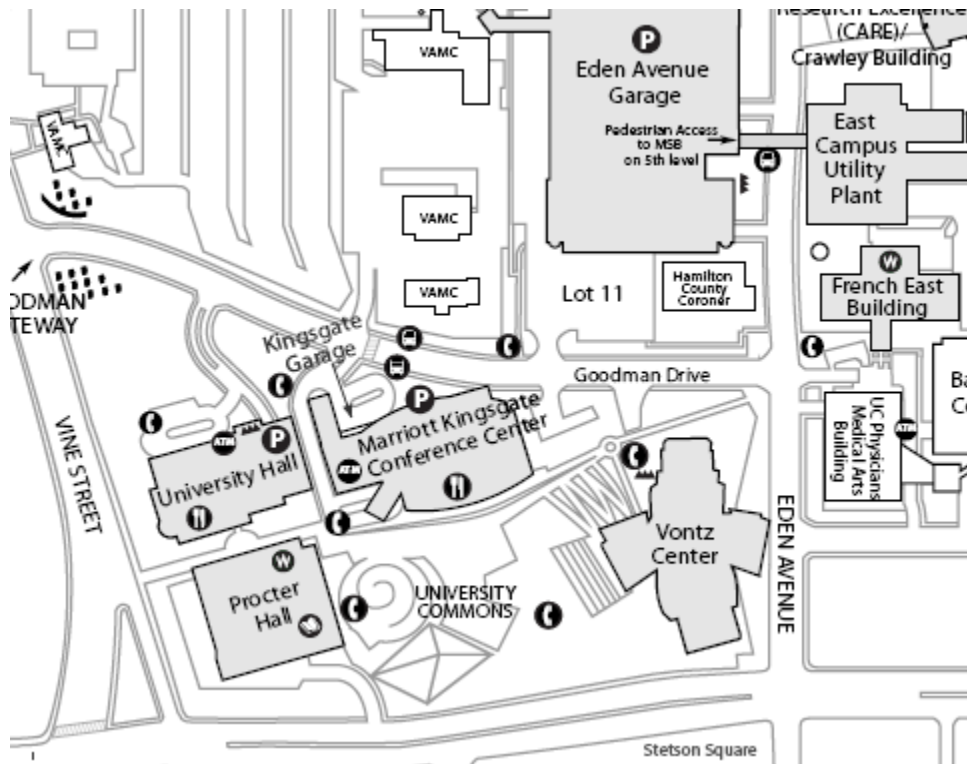 Research Excellence
(CARE)/
Crawley Building
P
VAMC
Eden Avenue
Garage
Pedestrian Access
to MSB
on 5th level
East
Campus
Utility
Plant
VAMC
VAMC
W
French East
Building
Hamilton
County
Coroner
VAMC
Lot 11
ODMAN
TEWAY
Kingsgate
Garage
Goodman Drive
Ba
Co
P
Marriott Kingsgate
Conference Center
UC Physicians
Medical Arts
Building
ATM
ATM
P
University Hall
ATM
VINE STREET
EDEN AVENUE
Vontz
Center
W
Procter
Hall
UNIVERSITY
COMMONS
Stetson Square